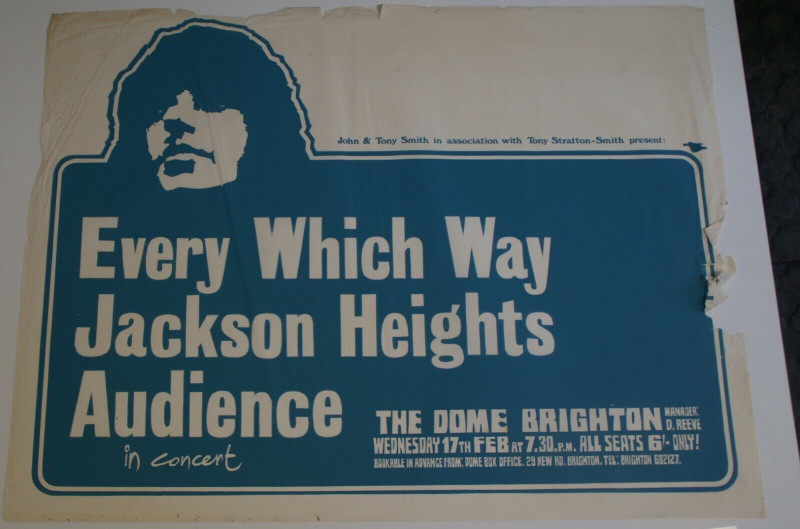 John & Tony Smith in association with Tony Stratton-Smith present:
Every Which Way
Jackson Heights
Audience
in concert
THE DOME BRIGHTON MANAGER: D. REEVE
WEDNESDAY 17TH FEB AT 7.30.P.M. ALL SEATS 6/- ONLY!
BOOKABLE IN ADVANCE FROM: DOME BOX OFFICE. 29 NEW RD. BRIGHTON. TEL: BRIGHTON 682127.